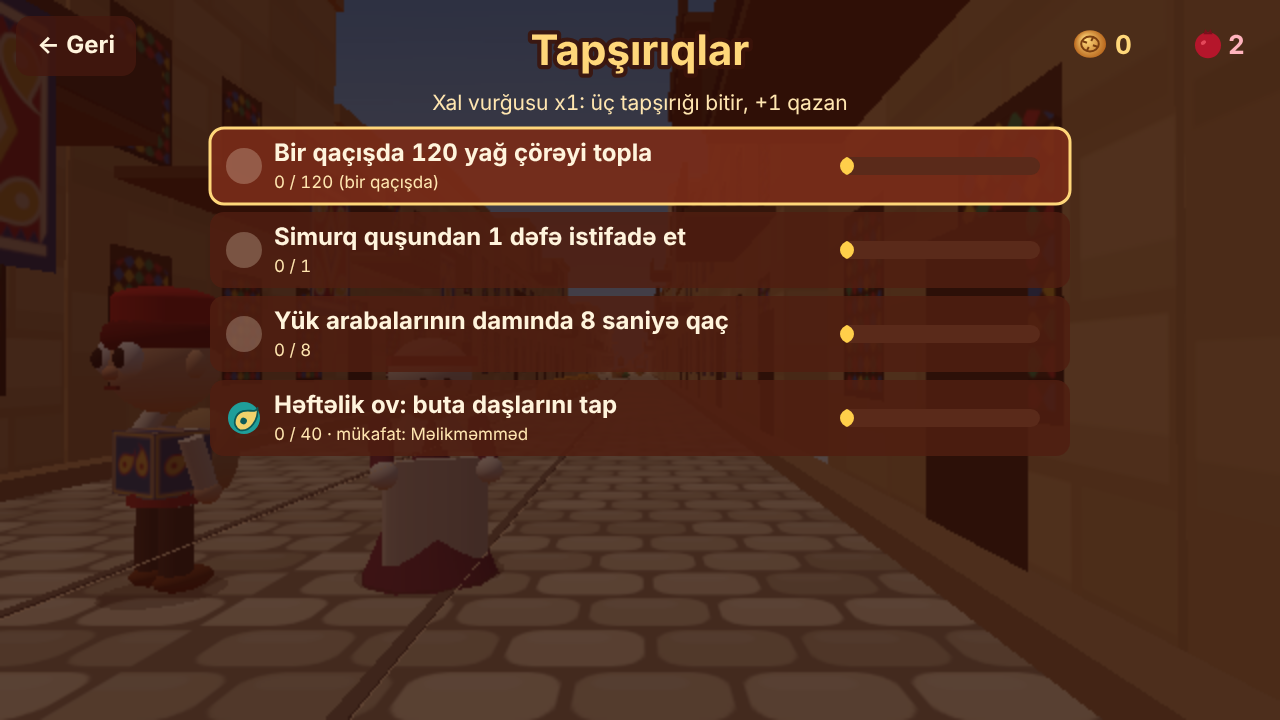 ← Geri
Tapşırıqlar
0
2
Xal vurğusu x1: üç tapşırığı bitir, +1 qazan
Bir qaçışda 120 yağ çörəyi topla
0 / 120 (bir qaçışda)
Simurq quşundan 1 dəfə istifadə et
0 / 1
Yük arabalarının damında 8 saniyə qaç
0 / 8
Həftəlik ov: buta daşlarını tap
0 / 40 · mükafat: Məlikməmməd